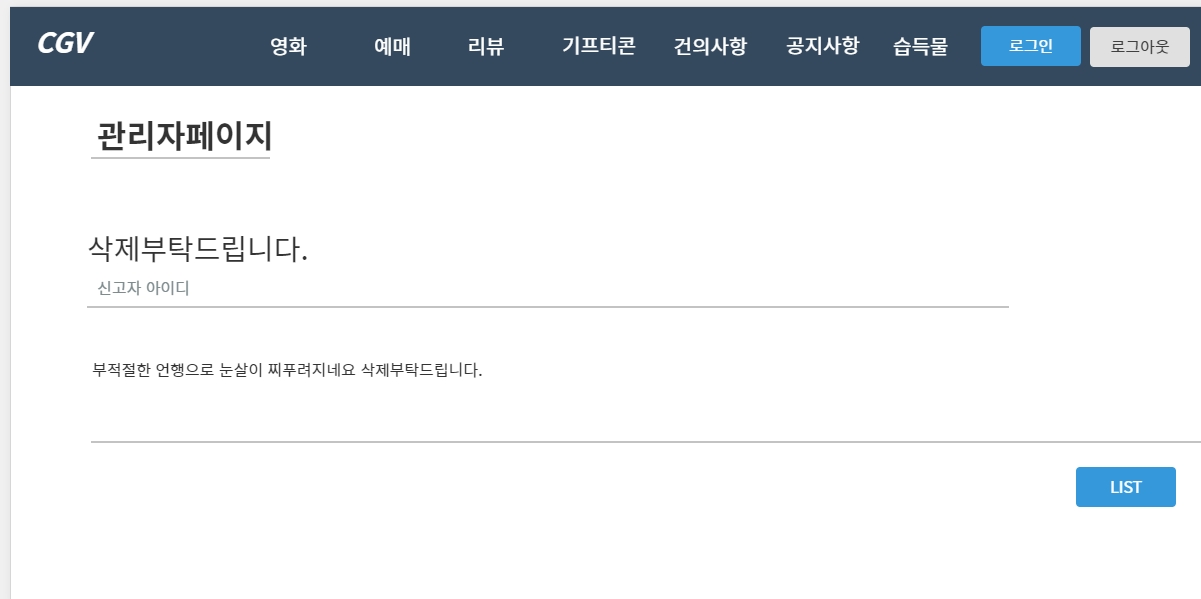 CGV 영화 예매 리뷰 기프티콘 건의사항 공지사항 습득물 로그인 로그아웃
관리자페이지
삭제부탁드립니다.
신고자 아이디
부적절한 언행으로 눈살이 찌푸려지네요 삭제부탁드립니다.
LIST